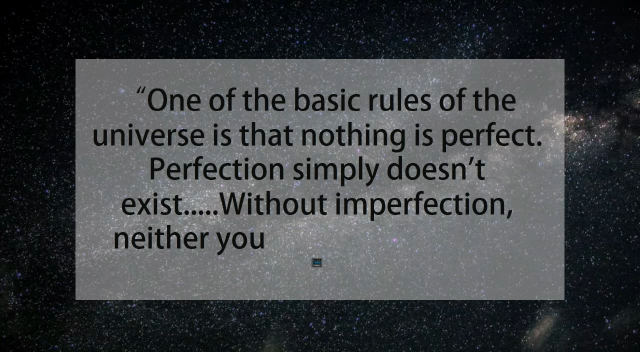 “One of the basic rules of the
universe is that nothing is perfect.
Perfection simply doesn’t
exist.....Without imperfection,
neither you